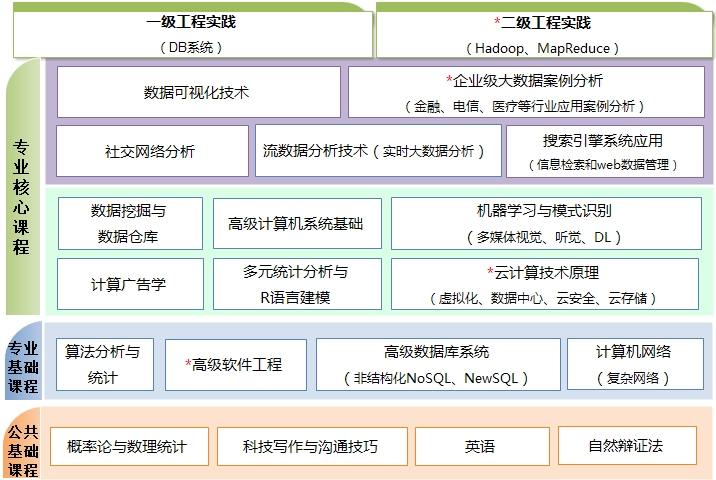 一级工程实践
（DB系统）
*二级工程实践
（Hadoop、MapReduce）
专业核心课程
数据可视化技术
*企业级大数据案例分析
（金融、电信、医疗等行业应用案例分析）
社交网络分析
流数据分析技术（实时大数据分析）
搜索引擎系统应用
（信息检索和web数据管理）
数据挖掘与
数据仓库
高级计算机系统基础
机器学习与模式识别
（多媒体视觉、听觉、DL）
计算广告学
多元统计分析与
R语言建模
*云计算技术原理
（虚拟化、数据中心、云安全、云存储）
专业
基础
课程
算法分析与
统计
*高级软件工程
高级数据库系统
（非结构化NoSQL、NewSQL）
计算机网络
（复杂网络）
公共
基础
课程
概率论与数理统计
科技写作与沟通技巧
英语
自然辩证法